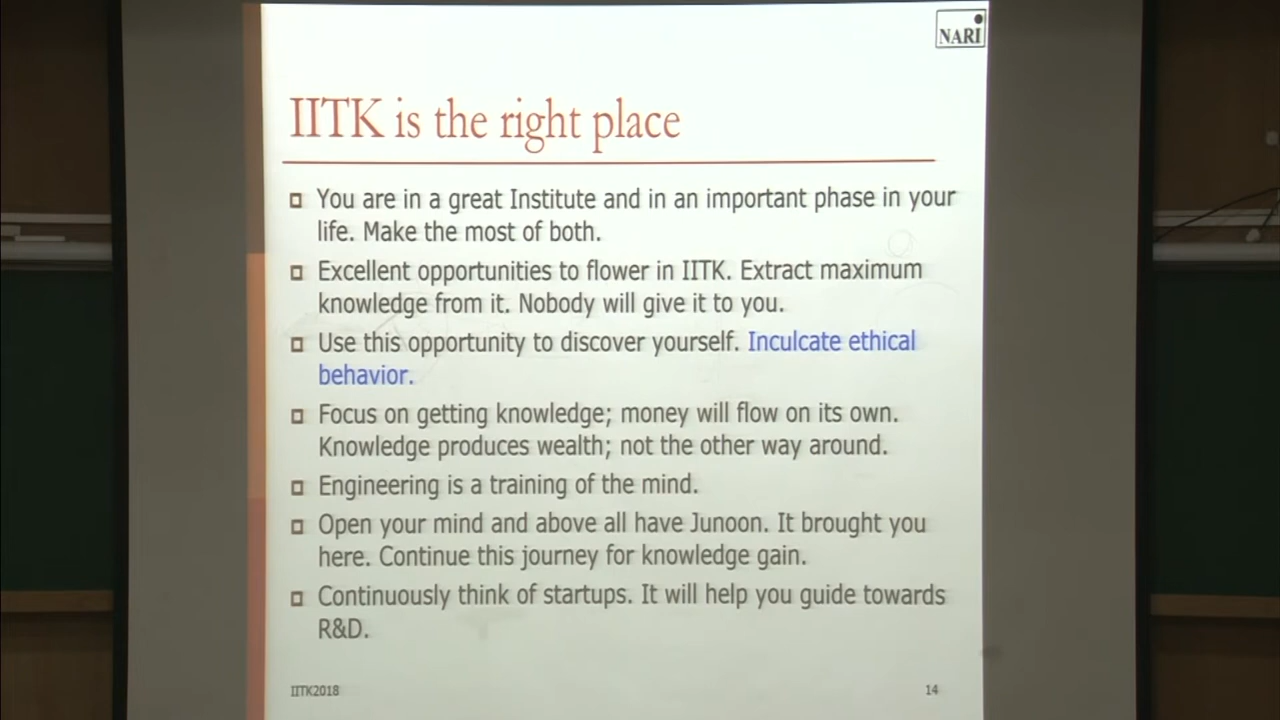 NARI
IITK is the right place
You are in a great Institute and in an important phase in your
life. Make the most of both.
Excellent opportunities to flower in IITK. Extract maximum
knowledge from it. Nobody will give it to you.
Use this opportunity to discover yourself. Inculcate ethical
behavior.
Focus on getting knowledge; money will flow on its own.
Knowledge produces wealth; not the other way around.
Engineering is a training of the mind.
Open your mind and above all have Junoon. It brought you
here. Continue this journey for knowledge gain.
Continuously think of startups. It will help you guide towards
R&D.
IITK2018
14